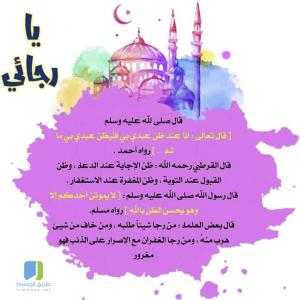 يا
رجائي
قال صلى لله عليه وسلم
[ قال تعالى : أنا عند ظن عبدي بي فليظن عبدي بي ما
شاء .. ] رواه أحمد .
قال القرطبي رحمه الله : ظن الإجابة عند الدعاء ، وظن
القبول عند التوبة ، وظن المغفرة عند الاستغفار .
قال رسول الله صلى الله عليه وسلم : [ لا يموتن أحدكم إلا
وهو يحسن الظن بالله ] رواه مسلم.
قال بعض العلماء : من رجا شيئاً طلبه ، ومن خاف من شيئ
هرب منه ، ومن رجا الغفران مع الإصرار على الذنب فهو
مغرور
طريق الإسلام
islamway.net